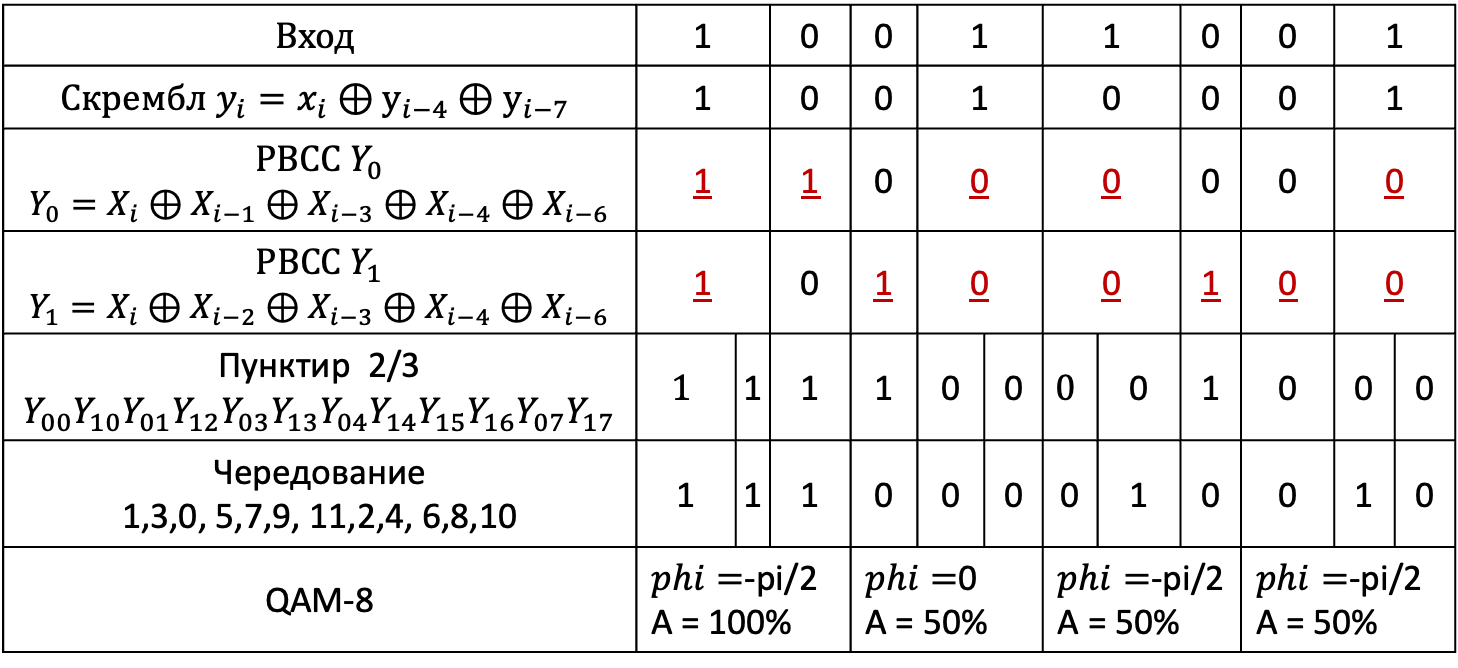 Вход 1 0 0 1 1 0 0 1
Скрембл yᵢ = xᵢ ⊕ yᵢ₋₄ ⊕ yᵢ₋₇ 1 0 0 1 0 0 0 1
РВСС Y₀
Y₀ = Xᵢ ⊕ Xᵢ₋₁ ⊕ Xᵢ₋₃ ⊕ Xᵢ₋₄ ⊕ Xᵢ₋₆ 1 1 0 0 0 0 0 0
РВСС Y₁
Y₁ = Xᵢ ⊕ Xᵢ₋₂ ⊕ Xᵢ₋₃ ⊕ Xᵢ₋₄ ⊕ Xᵢ₋₆ 1 0 1 0 0 1 0 0
Пунктир 2/3
Y₀₀Y₁₀Y₀₁Y₁₂Y₀₃Y₁₃Y₀₄Y₁₄Y₁₅Y₁₆Y₀₇Y₁₇ 1 1 1 1 0 0 0 0 1 0 0 0
Чередование
1,3,0, 5,7,9, 11,2,4, 6,8,10 1 1 1 0 0 0 0 1 0 0 1 0
QAM-8
phi =-pi/2
A = 100%
phi =0
A = 50%
phi =-pi/2
A = 50%
phi =-pi/2
A = 50%